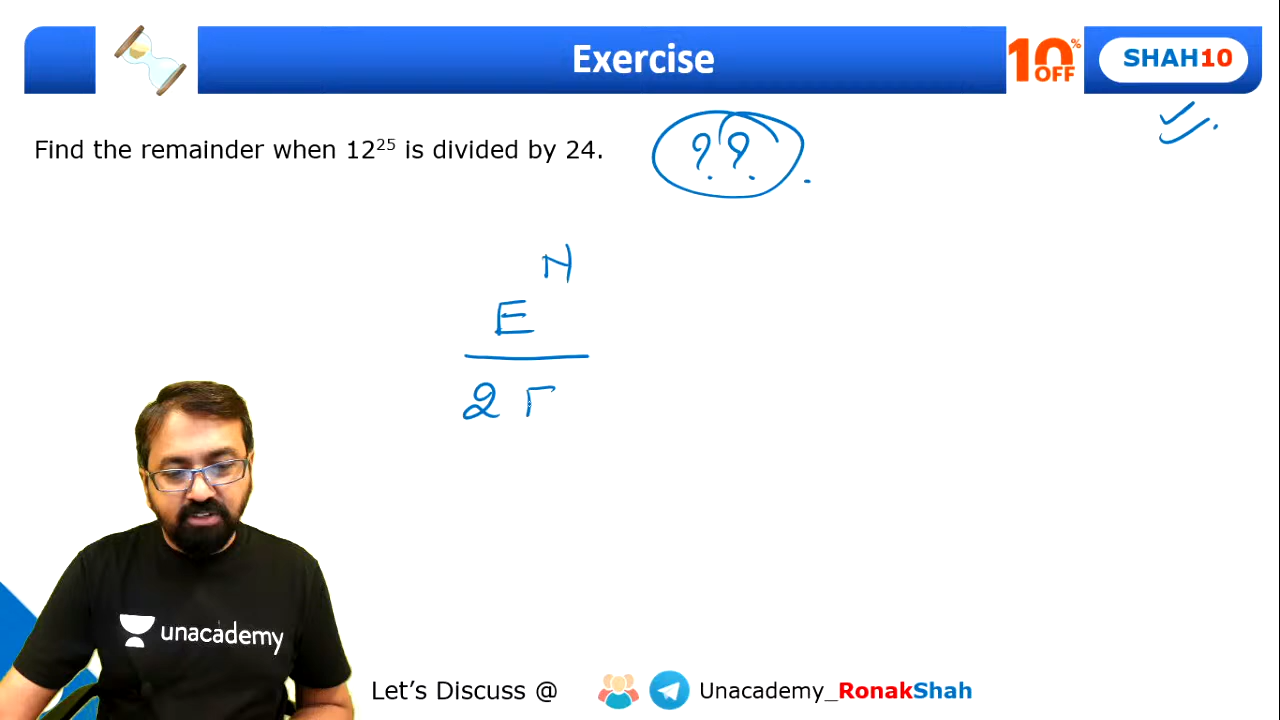 Exercise
10% OFF
SHAH10
Find the remainder when 12²⁵ is divided by 24.
??
N
E
2
unacademy
Let’s Discuss @
Unacademy_RonakShah